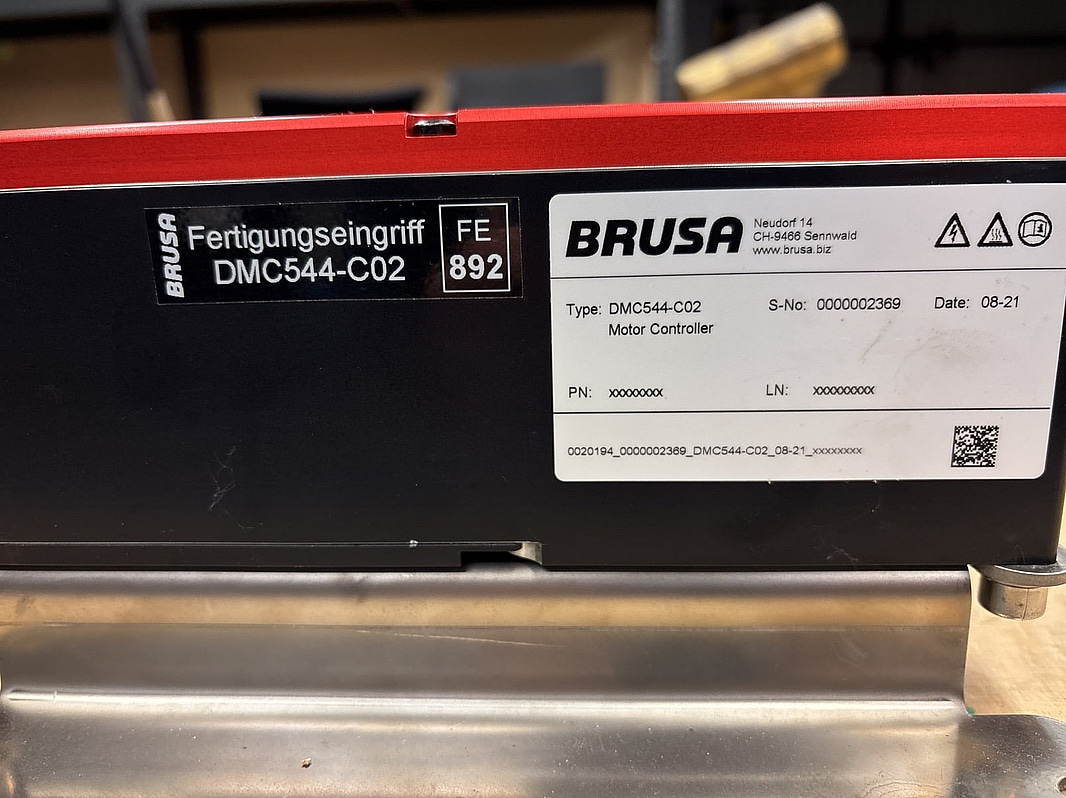 BRUSA
Fertigungseingriff
DMC544-C02
FE
892
BRUSA
Neudorf 14
CH-9466 Sennwald
www.brusa.biz
Type: DMC544-C02 S-No: 0000002369 Date: 08-21
Motor Controller
PN: xxxxxxxx LN: xxxxxxxxx
0020194_0000002369_DMC544-C02_08-21_xxxxxxxx